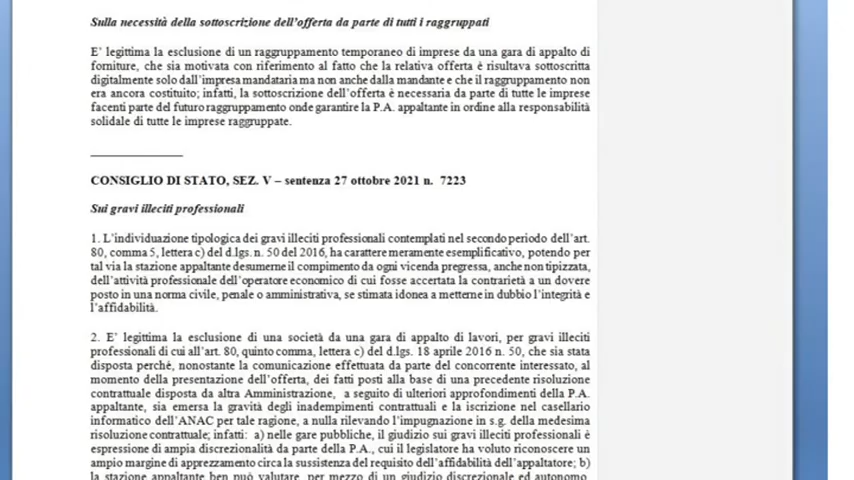 Sulla necessità della sottoscrizione dell’offerta da parte di tutti i raggruppati
E’ legittima la esclusione di un raggruppamento temporaneo di imprese da una gara di appalto di
forniture, che sia motivata con riferimento al fatto che la relativa offerta è risultata sottoscritta
digitalmente solo dall’impresa mandataria ma non anche dalla mandante e che il raggruppamento non
era ancora costituito; infatti, la sottoscrizione dell’offerta è necessaria da parte di tutte le imprese
facenti parte del futuro raggruppamento onde garantire la P.A. appaltante in ordine alla responsabilità
solidale di tutte le imprese raggruppate.
CONSIGLIO DI STATO, SEZ. V – sentenza 27 ottobre 2021 n. 7223
Sui gravi illeciti professionali
1. L’individuazione tipologica dei gravi illeciti professionali contemplati nel secondo periodo dell’art.
80, comma 5, lettera c) del d.lgs. n. 50 del 2016, ha carattere meramente esemplificativo, potendo per
tal via la stazione appaltante desumerne il compimento da ogni vicenda pregressa, anche non tipizzata,
dell’attività professionale dell’operatore economico di cui fosse accertata la contrarietà a un dovere
posto in una norma civile, penale o amministrativa, se stimata idonea a metterne in dubbio l’integrità e
l’affidabilità.
2. E’ legittima la esclusione di una società da una gara di appalto di lavori, per gravi illeciti
professionali di cui all’art. 80, quinto comma, lettera c) del d.lgs. 18 aprile 2016 n. 50, che sia stata
disposta perché, nonostante la comunicazione effettuata da parte del concorrente interessato, al
momento della presentazione dell’offerta, dei fatti posti alla base di una precedente risoluzione
contrattuale disposta da altra Amministrazione, a seguito di ulteriori approfondimenti della P.A.
appaltante, sia emersa la gravità degli inadempimenti contrattuali e la iscrizione nel casellario
informatico dell’ANAC per tale ragione, a nulla rilevando l’impugnazione in s.g. della medesima
risoluzione contrattuale; infatti: a) nelle gare pubbliche, il giudizio sui gravi illeciti professionali è
espressione di ampia discrezionalità da parte della P.A., cui il legislatore ha voluto riconoscere un
ampio margine di apprezzamento circa la sussistenza del requisito dell’affidabilità dell’appaltatore; b)
la stazione appaltante ben può valutare, per mezzo di un giudizio discrezionale ed autonomo,